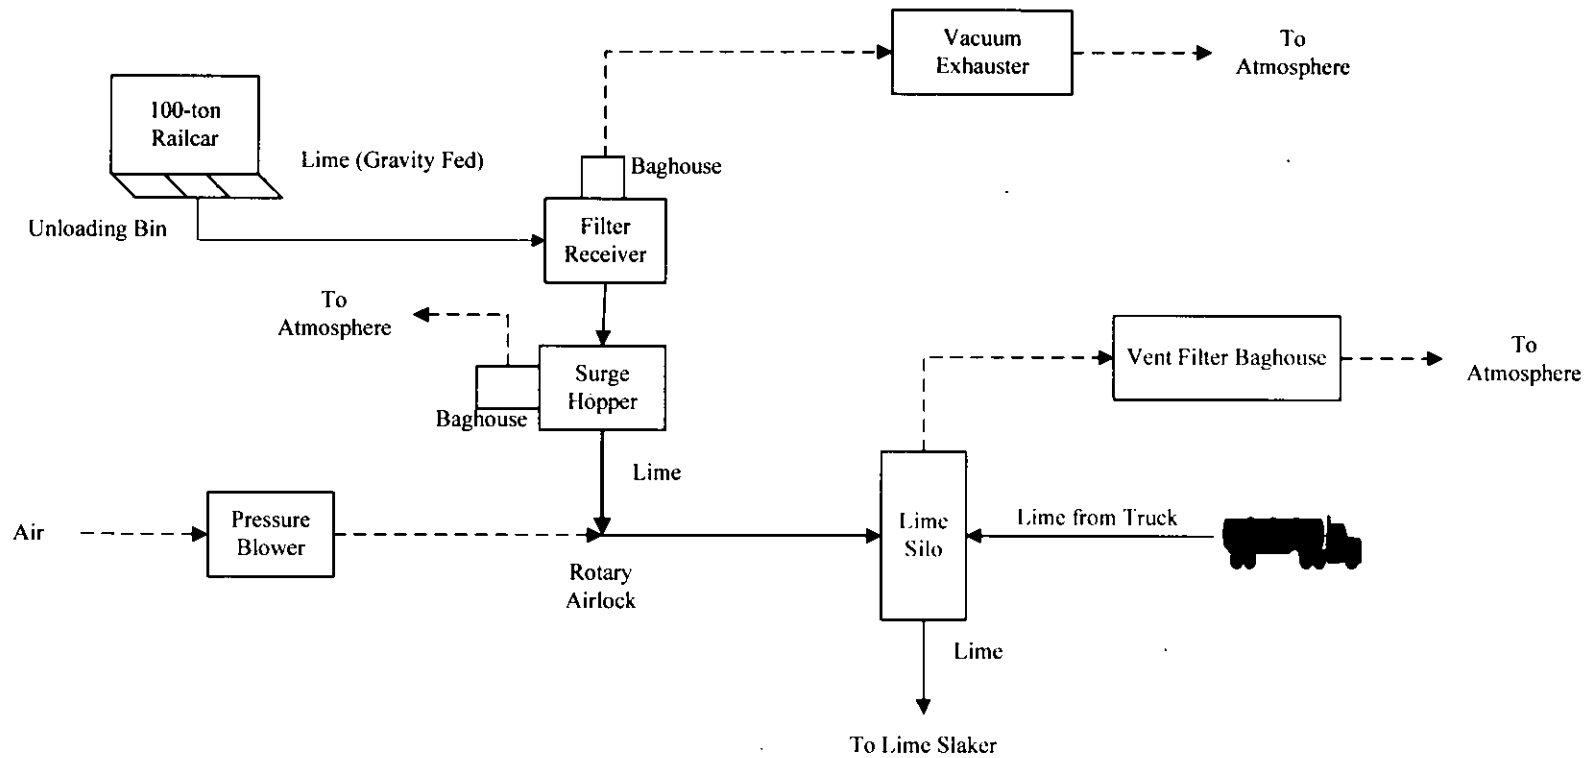 Vacuum
Exhauster
To
Atmosphere
100-ton
Railcar
Lime (Gravity Fed)
Baghouse
Unloading Bin
Filter
Receiver
To
Atmosphere
Surge
Hopper
Baghouse
Vent Filter Baghouse
To
Atmosphere
Lime
Air
Pressure
Blower
Rotary
Airlock
Lime
Silo
Lime from Truck
Lime
To Lime Slaker